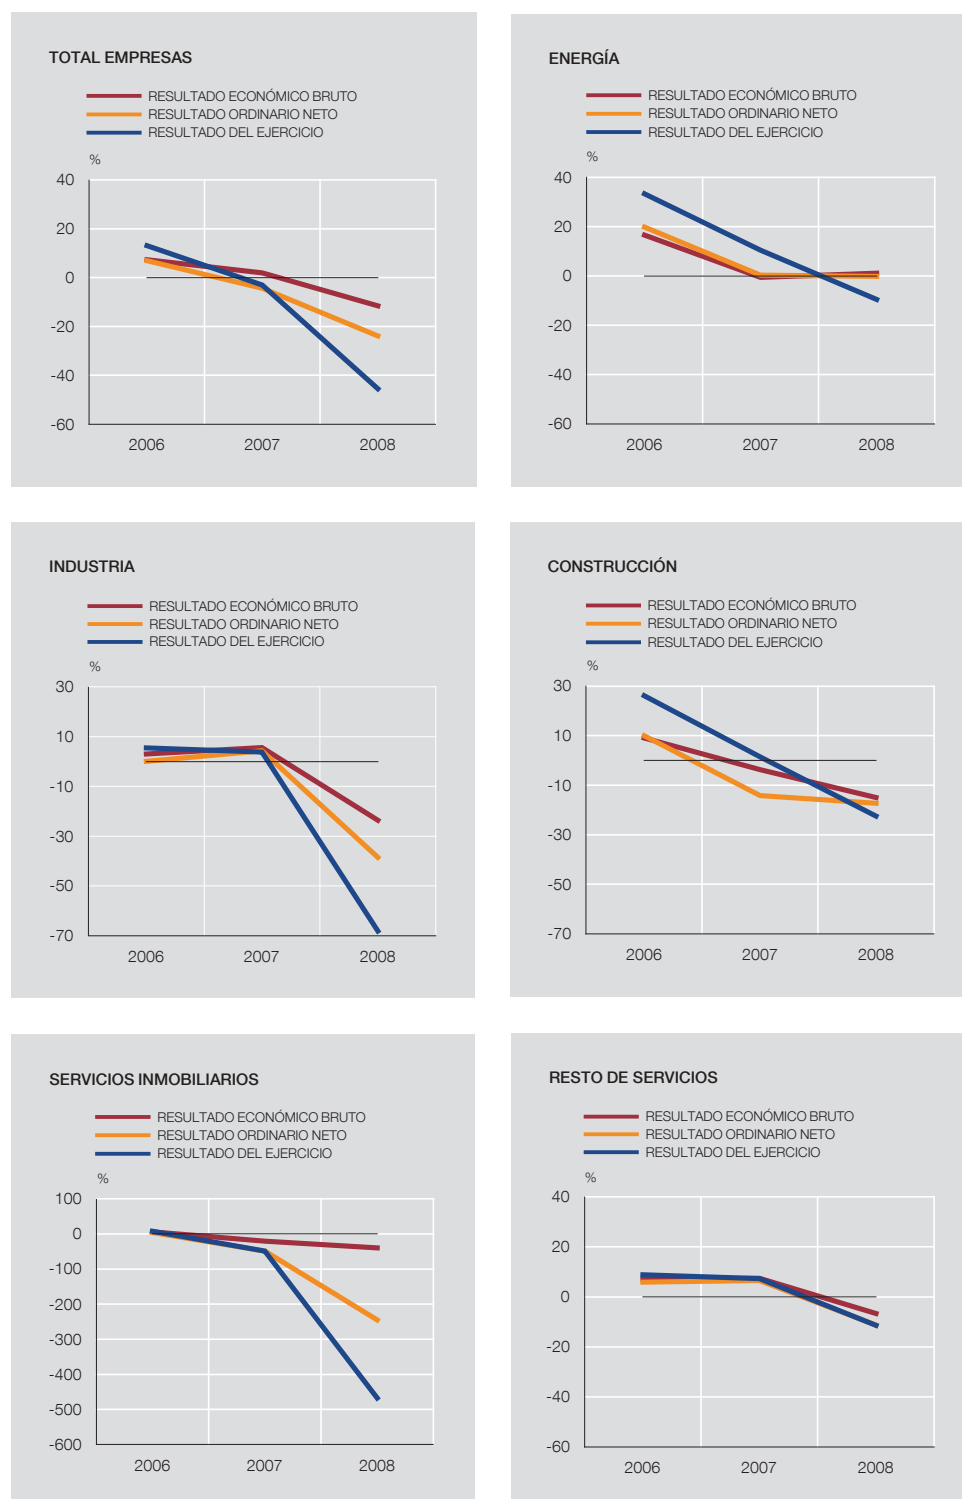 TOTAL EMPRESAS
RESULTADO ECONÓMICO BRUTO
RESULTADO ORDINARIO NETO
RESULTADO DEL EJERCICIO
%
40
20
0
-20
-40
-60
2006 2007 2008
ENERGÍA
RESULTADO ECONÓMICO BRUTO
RESULTADO ORDINARIO NETO
RESULTADO DEL EJERCICIO
%
40
20
0
-20
-40
-60
2006 2007 2008
INDUSTRIA
RESULTADO ECONÓMICO BRUTO
RESULTADO ORDINARIO NETO
RESULTADO DEL EJERCICIO
%
30
10
-10
-30
-50
-70
2006 2007 2008
CONSTRUCCIÓN
RESULTADO ECONÓMICO BRUTO
RESULTADO ORDINARIO NETO
RESULTADO DEL EJERCICIO
%
30
10
-10
-30
-50
-70
2006 2007 2008
SERVICIOS INMOBILIARIOS
RESULTADO ECONÓMICO BRUTO
RESULTADO ORDINARIO NETO
RESULTADO DEL EJERCICIO
%
100
0
-100
-200
-300
-400
-500
-600
2006 2007 2008
RESTO DE SERVICIOS
RESULTADO ECONÓMICO BRUTO
RESULTADO ORDINARIO NETO
RESULTADO DEL EJERCICIO
%
40
20
0
-20
-40
-60
2006 2007 2008